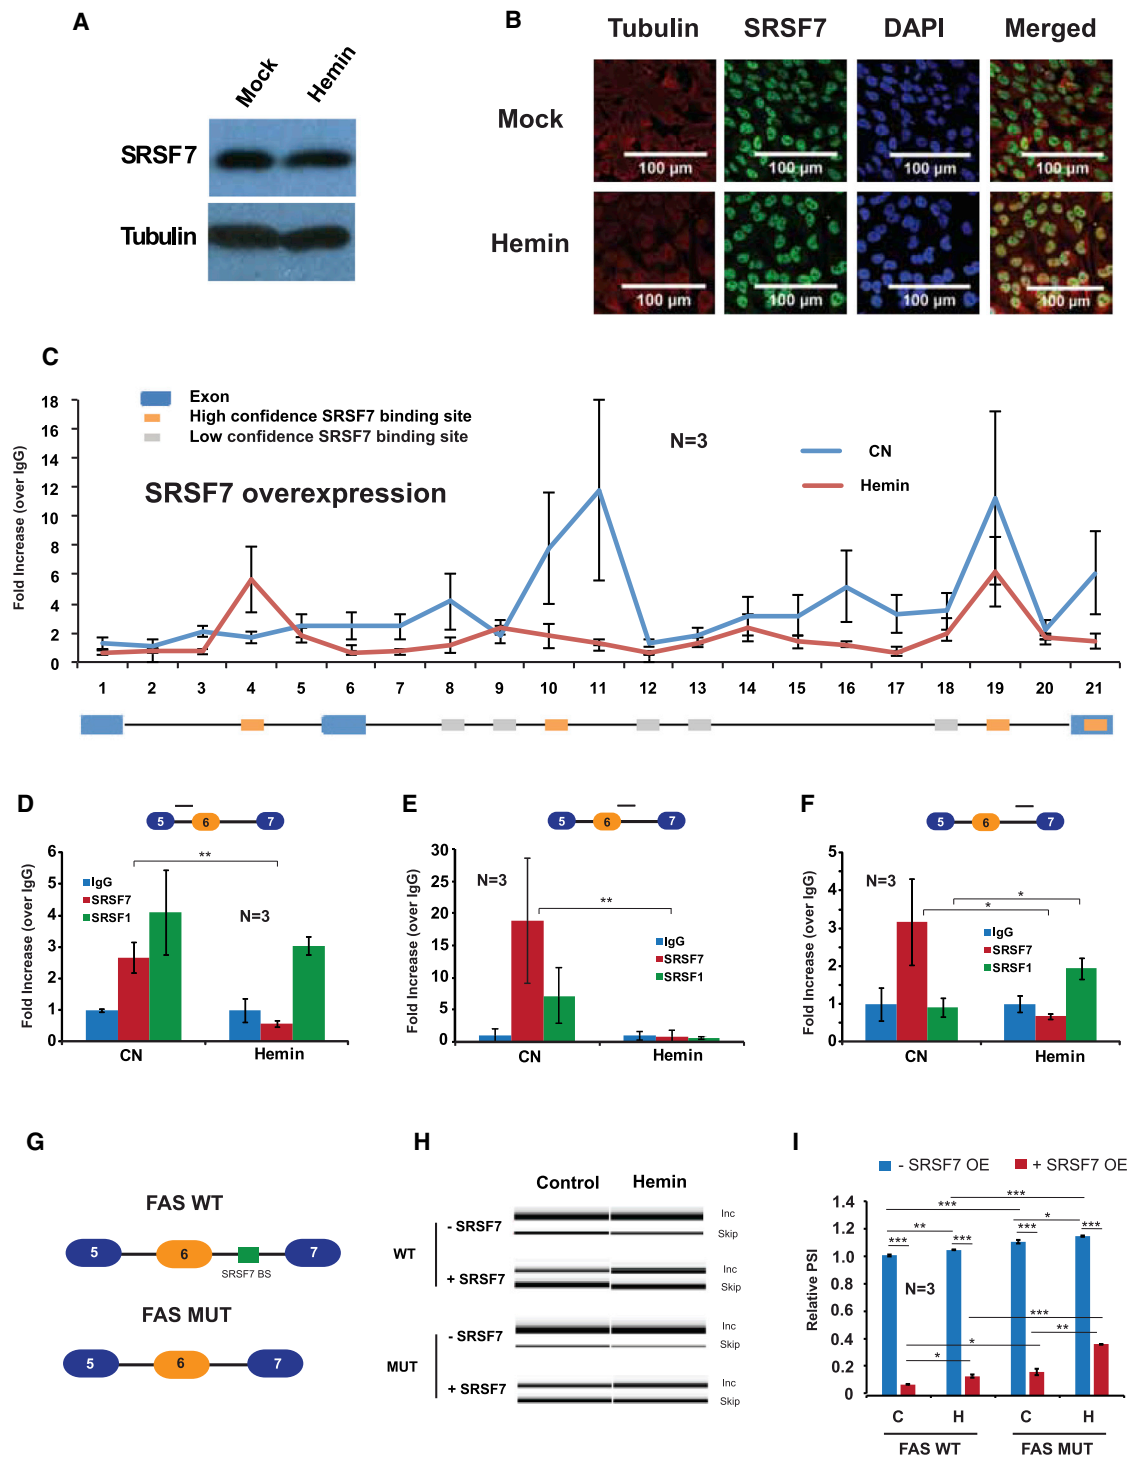 A
Mock
Hemin
SRSF7
Tubulin
B
Tubulin SRSF7 DAPI Merged
Mock
100 µm 100 µm 100 µm 100 µm
Hemin
100 µm 100 µm 100 µm 100 µm
C
Exon
High confidence SRSF7 binding site
Low confidence SRSF7 binding site
N=3
CN
Hemin
SRSF7 overexpression
Fold Increase (over IgG)
18
16
14
12
10
8
6
4
2
0
1 2 3 4 5 6 7 8 9 10 11 12 13 14 15 16 17 18 19 20 21
D
5 6 7
Fold Increase (over IgG)
6
5
4
3
2
1
0
**
IgG
SRSF7
SRSF1
N=3
CN Hemin
E
5 6 7
Fold Increase (over IgG)
30
25
20
15
10
5
0
N=3
**
IgG
SRSF7
SRSF1
CN Hemin
F
5 6 7
Fold Increase (over IgG)
5
4
3
2
2
1
1
0
N=3
*
*
IgG
SRSF7
SRSF1
CN Hemin
G
FAS WT
5 6 7
SRSF7 BS
FAS MUT
5 6 7
H
Control Hemin
WT
- SRSF7
Inc
Skip
+ SRSF7
Inc
Skip
MUT
- SRSF7
Inc
Skip
+ SRSF7
Inc
Skip
I
- SRSF7 OE + SRSF7 OE
Relative PSI
1.4
1.2
1.0
0.8
0.6
0.4
0.2
0
***
***
** *
*** *** *** ***
N=3
***
* **
*
C H C H
FAS WT FAS MUT